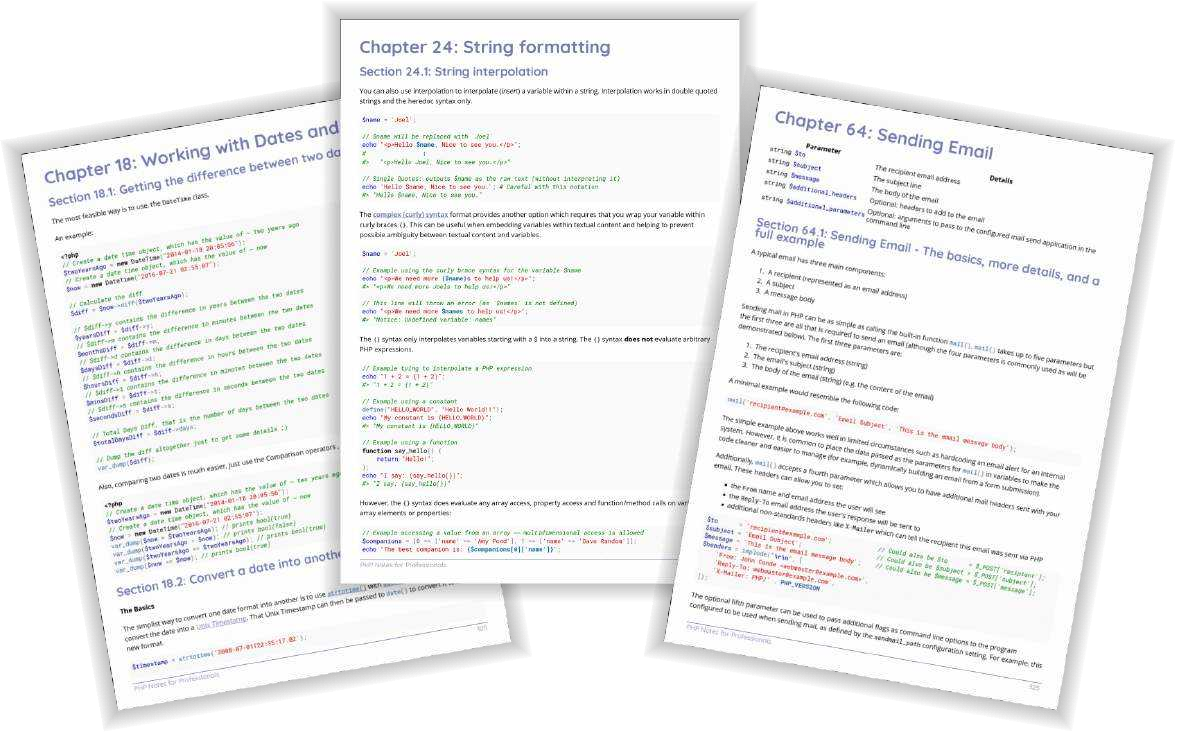 Chapter 18: Working with Dates and
Section 18.1: Getting the difference between two da
The most feasible way is to use, the DateTime class.
An example:
<?php
// Create a date time object, which has the value of ~ two years ago
$twoYearsAgo = new DateTime("2014-01-18 20:05:56");
// Create a date time object, which has the value of ~ now
$now = new DateTime("2016-07-21 02:55:07");
// Calculate the diff
$diff = $now->diff($twoYearsAgo);
// $diff->y contains the difference in years between the two dates
$yearsDiff = $diff->y;
// $diff->m contains the difference in minutes between the two dates
$monthsDiff = $diff->m;
// $diff->d contains the difference in days between the two dates
$daysDiff = $diff->d;
// $diff->h contains the difference in hours between the two dates
$hoursDiff = $diff->h;
// $diff->i contains the difference in minutes between the two dates
$minsDiff = $diff->i;
// $diff->s contains the difference in seconds between the two dates
$secondsDiff = $diff->s;
// Total Days Diff, that is the number of days between the two dates
$totalDaysDiff = $diff->days;
// Dump the diff altogether just to get some details ;)
var_dump($diff);
Also, comparing two dates is much easier, just use the Comparison operators ,
<?php
// Create a date time object, which has the value of ~ two years ago
$twoYearsAgo = new DateTime("2014-01-18 20:05:56");
// Create a date time object, which has the value of ~ now
$now = new DateTime("2016-07-21 02:55:07");
var_dump($now > $twoYearsAgo); // prints bool(true)
var_dump($twoYearsAgo > $now); // prints bool(false)
var_dump($twoYearsAgo <= $twoYearsAgo); // prints bool(true)
var_dump($now == $now); // prints bool(true)
Section 18.2: Convert a date into anothe
The Basics
The simplist way to convert one date format into another is to use strtotime() with
convert the date into a Unix Timestamp. That Unix Timestamp can then be passed to date() to convert it
new format.
$timestamp = strtotime('2008-07-01T22:35:17.02');
PHP Notes for Professionals
Chapter 24: String formatting
Section 24.1: String interpolation
You can also use interpolation to interpolate (insert) a variable within a string. Interpolation works in double quoted
strings and the heredoc syntax only.
$name = 'Joel';
// $name will be replaced with `Joel`
echo "<p>Hello $name, Nice to see you.</p>";
#
#>   "<p>Hello Joel, Nice to see you.</p>"
// Single Quotes: outputs $name as the raw text (without interpreting it)
echo 'Hello $name, Nice to see you.'; # Careful with this notation
#> "Hello $name, Nice to see you."
The complex (curly) syntax format provides another option which requires that you wrap your variable within
curly braces {}. This can be useful when embedding variables within textual content and helping to prevent
possible ambiguity between textual content and variables.
$name = 'Joel';
// Example using the curly brace syntax for the variable $name
echo "<p>We need more {$name}s to help us!</p>";
#> "<p>We need more Joels to help us!</p>"
// This line will throw an error (as `$names` is not defined)
echo "<p>We need more $names to help us!</p>";
#> "Notice: Undefined variable: names"
The {} syntax only interpolates variables starting with a $ into a string. The {} syntax does not evaluate arbitrary
PHP expressions.
// Example tying to interpolate a PHP expression
echo "1 + 2 = {1 + 2}";
#> "1 + 2 = {1 + 2}"
// Example using a constant
define("HELLO_WORLD", "Hello World!!");
echo "My constant is {HELLO_WORLD}";
#> "My constant is {HELLO_WORLD}"
// Example using a function
function say_hello() {
return "Hello!";
};
echo "I say: {say_hello()}";
#> "I say: {say_hello()}"
However, the {} syntax does evaluate any array access, property access and function/method calls on var
array elements or properties:
// Example accessing a value from an array — multidimensional access is allowed
$companions = [0 => ['name' => 'Amy Pond'], 1 => ['name' => 'Dave Random']];
echo "The best companion is: {$companions[0]['name']}";
PHP Notes for Professionals
Chapter 64: Sending Email
Parameter Details
string $to The recipient email address
string $subject The subject line
string $message The body of the email
string $additional_headers Optional: headers to add to the email
string $additional_parameters Optional: arguments to pass to the configured mail send application in the
command line
Section 64.1: Sending Email - The basics, more details, and a
full example
A typical email has three main components:
1. A recipient (represented as an email address)
2. A subject
3. A message body
Sending mail in PHP can be as simple as calling the built-in function mail(). mail() takes up to five parameters but
the first three are all that is required to send an email (although the four parameters is commonly used as will be
demonstrated below). The first three parameters are:
1. The recipient's email address (string)
2. The email's subject (string)
3. The body of the email (string) (e.g. the content of the email)
A minimal example would resemble the following code:
mail('recipient@example.com', 'Email Subject', 'This is the email message body');
The simple example above works well in limited circumstances such as hardcoding an email alert for an internal
system. However, it is common to place the data passed as the parameters for mail() in variables to make the
code cleaner and easier to manage (for example, dynamically building an email from a form submission).
Additionally, mail() accepts a fourth parameter which allows you to have additional mail headers sent with your
email. These headers can allow you to set:
• the From name and email address the user will see
• the Reply-To email address the user's response will be sent to
• additional non-standards headers like X-Mailer which can tell the recipient this email was sent via PHP
$to = 'recipient@example.com'; // Could also be $to = $_POST['recipient'];
$subject = 'Email Subject'; // Could also be $subject = $_POST['subject'];
$message = 'This is the email message body'; // Could also be $message = $_POST['message'];
$headers = implode("\r\n", [
'From: John Conde <webmaster@example.com>',
'Reply-To: webmaster@example.com',
'X-Mailer: PHP/' . PHP_VERSION
]);
The optional fifth parameter can be used to pass additional flags as command line options to the program
configured to be used when sending mail, as defined by the sendmail_path configuration setting. For example, this
PHP Notes for Professionals
325